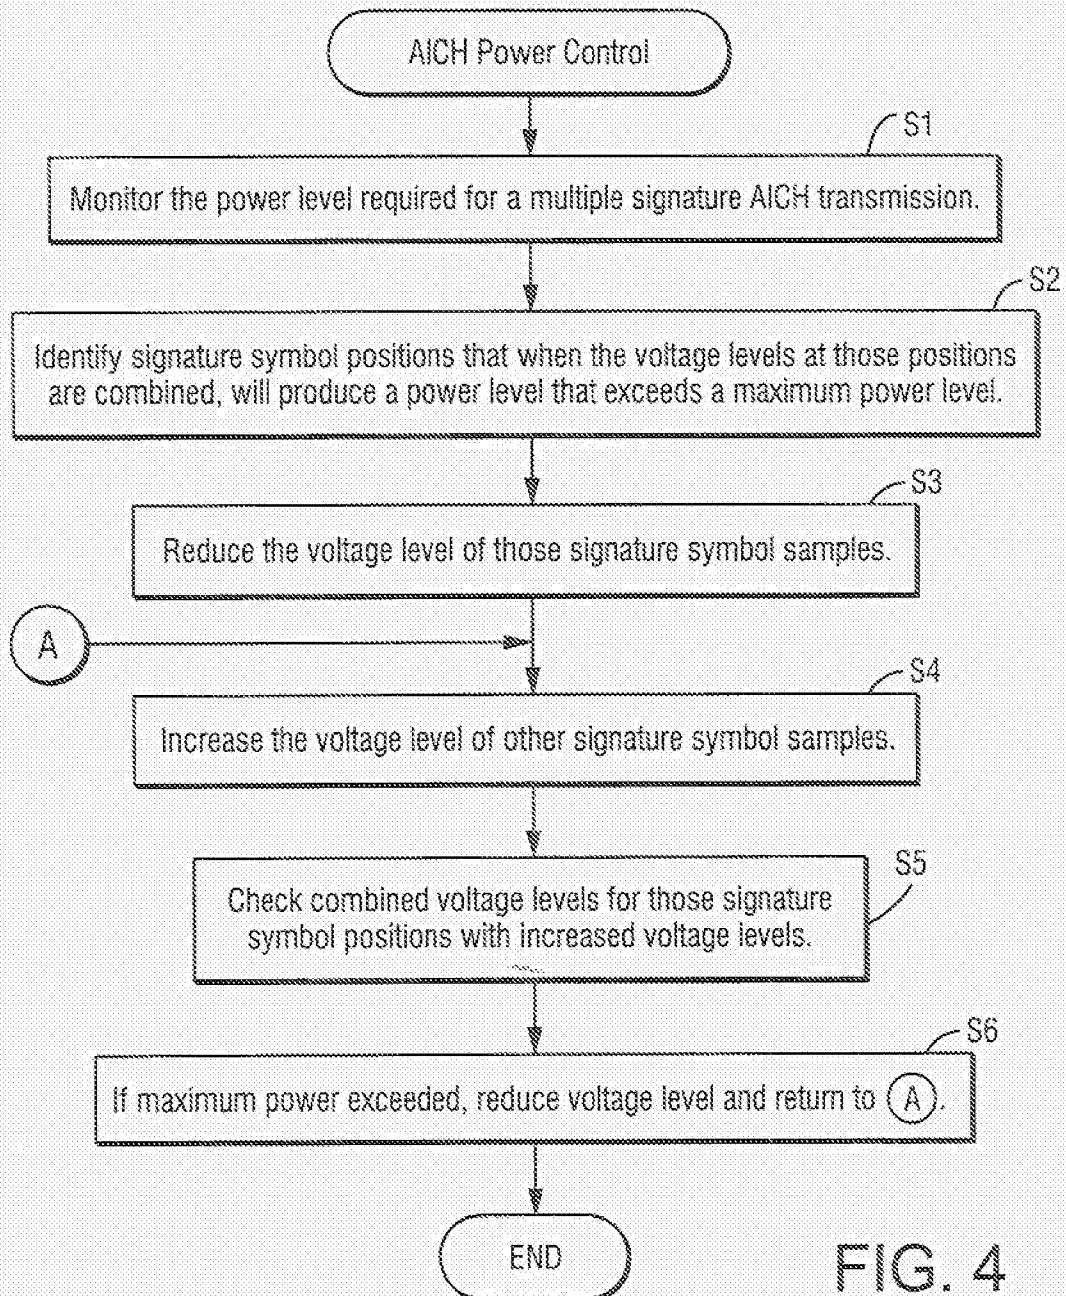 AICH Power Control
S1
Monitor the power level required for a multiple signature AICH transmission.
S2
Identify signature symbol positions that when the voltage levels at those positions
are combined, will produce a power level that exceeds a maximum power level.
S3
Reduce the voltage level of those signature symbol samples.
A
S4
Increase the voltage level of other signature symbol samples.
S5
Check combined voltage levels for those signature
symbol positions with increased voltage levels.
S6
If maximum power exceeded, reduce voltage level and return to A.
END
FIG. 4